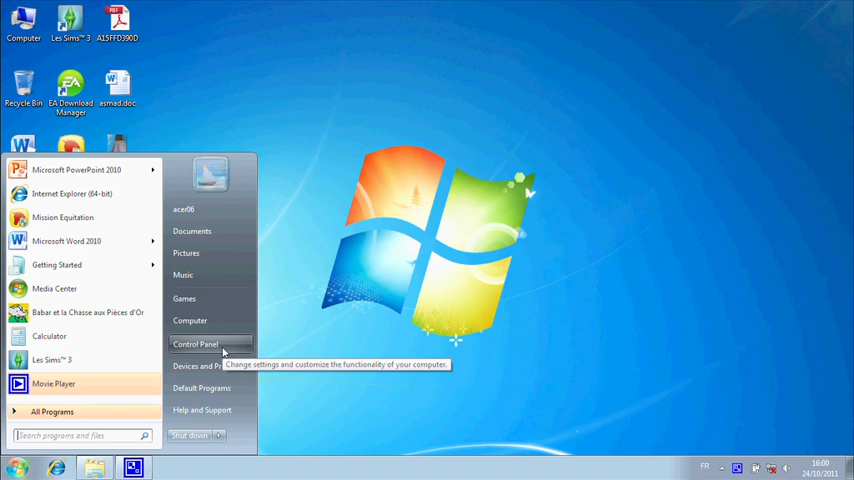 Computer
Les Sims™ 3
A15FFD390D
Recycle Bin
EA Download
Manager
asmad.doc
Microsoft PowerPoint 2010
Internet Explorer (64-bit)
Mission Equitation
Microsoft Word 2010
Getting Started
Media Center
Babar et la Chasse aux Pièces d'Or
Calculator
Les Sims™ 3
Movie Player
All Programs
Search programs and files
acer06
Documents
Pictures
Music
Games
Computer
Control Panel
Change settings and customize the functionality of your computer.
Devices and Pr
Default Programs
Help and Support
Shut down
FR
16:00
24/10/2011